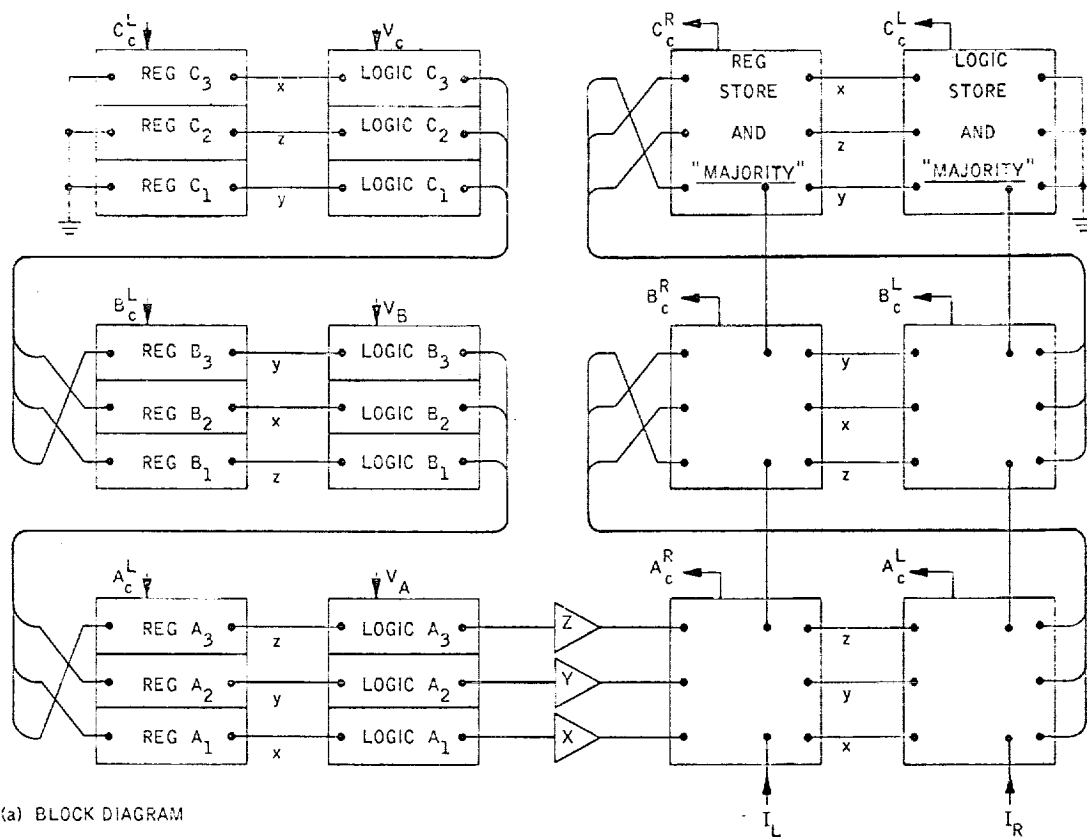 C_c^L V_c C_c^R C_c^L
REG C_3 x LOGIC C_3 REG x LOGIC
STORE STORE
REG C_2 z LOGIC C_2 AND z AND
"MAJORITY" "MAJORITY"
REG C_1 y LOGIC C_1 y
B_c^L V_B B_c^R B_c^L
REG B_3 y LOGIC B_3 y
REG B_2 x LOGIC B_2 x
REG B_1 z LOGIC B_1 z
A_c^L V_A A_c^R A_c^L
REG A_3 z LOGIC A_3 Z z
REG A_2 y LOGIC A_2 Y y
REG A_1 x LOGIC A_1 X x
(a) BLOCK DIAGRAM I_L I_R